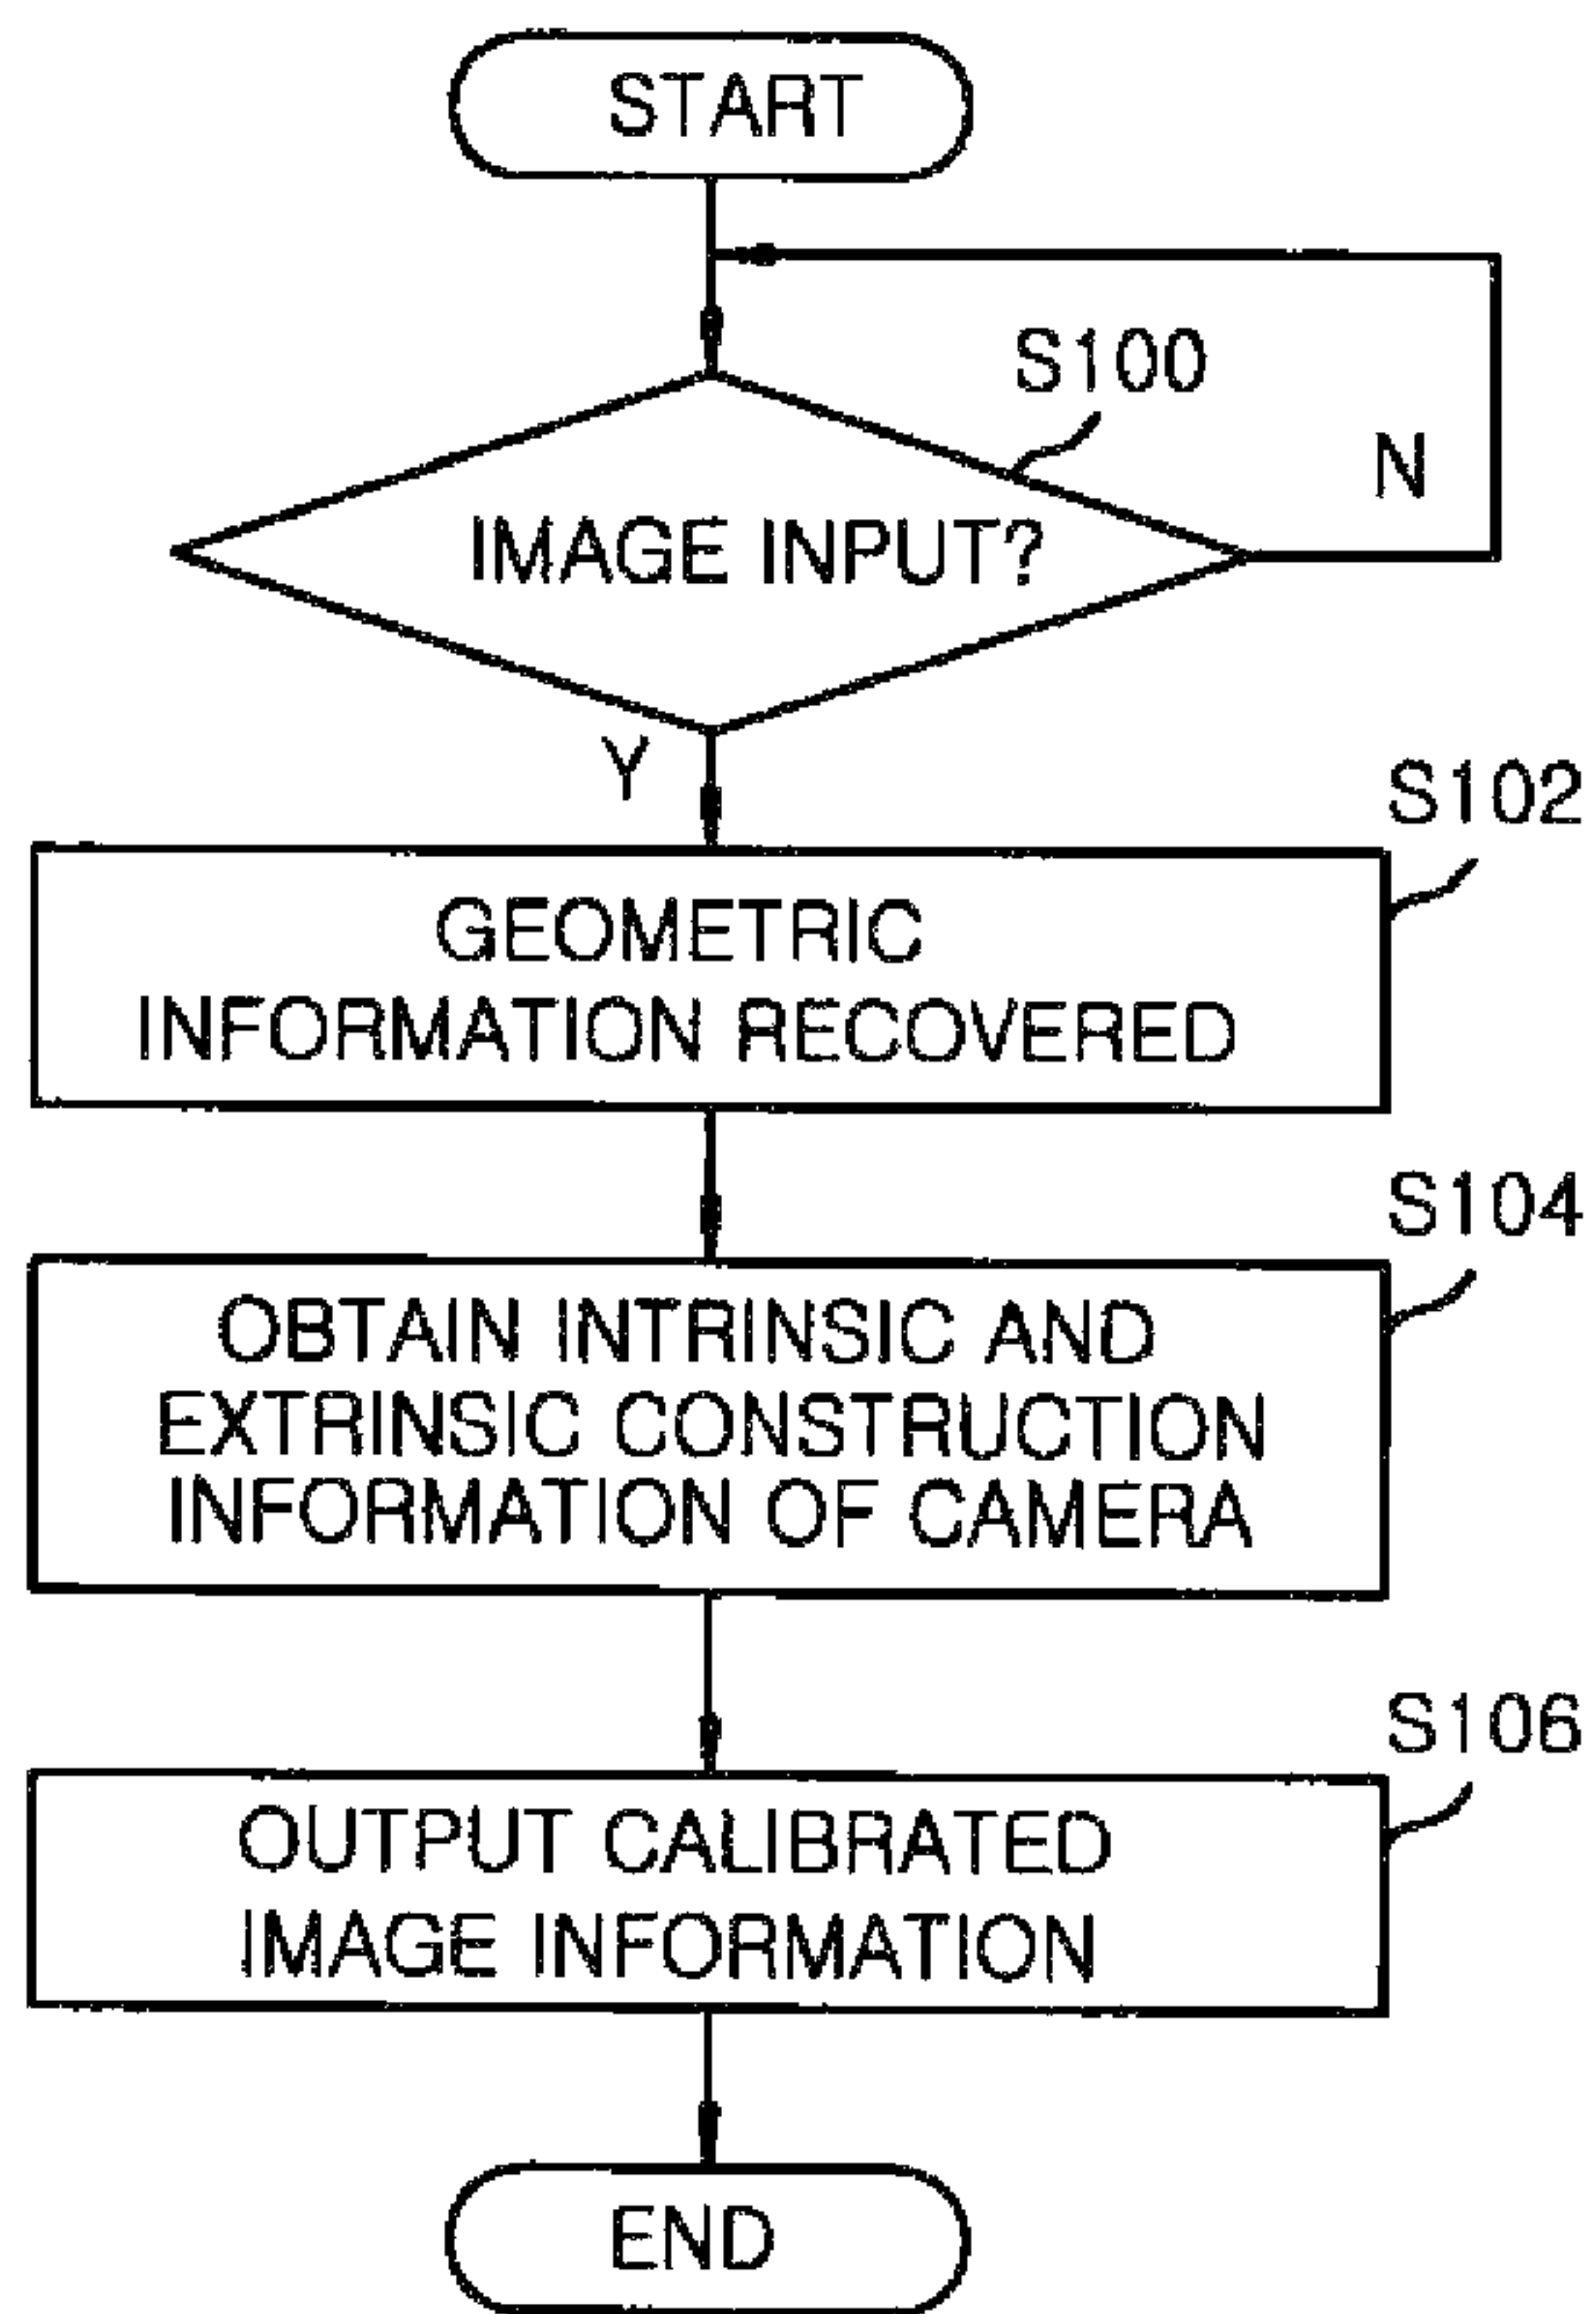 START
S100
N
IMAGE INPUT?
Y
S102
GEOMETRIC
INFORMATION RECOVERED
S104
OBTAIN INTRINSIC AND
EXTRINSIC CONSTRUCTION
INFORMATION OF CAMERA
S106
OUTPUT CALIBRATED
IMAGE INFORMATION
END